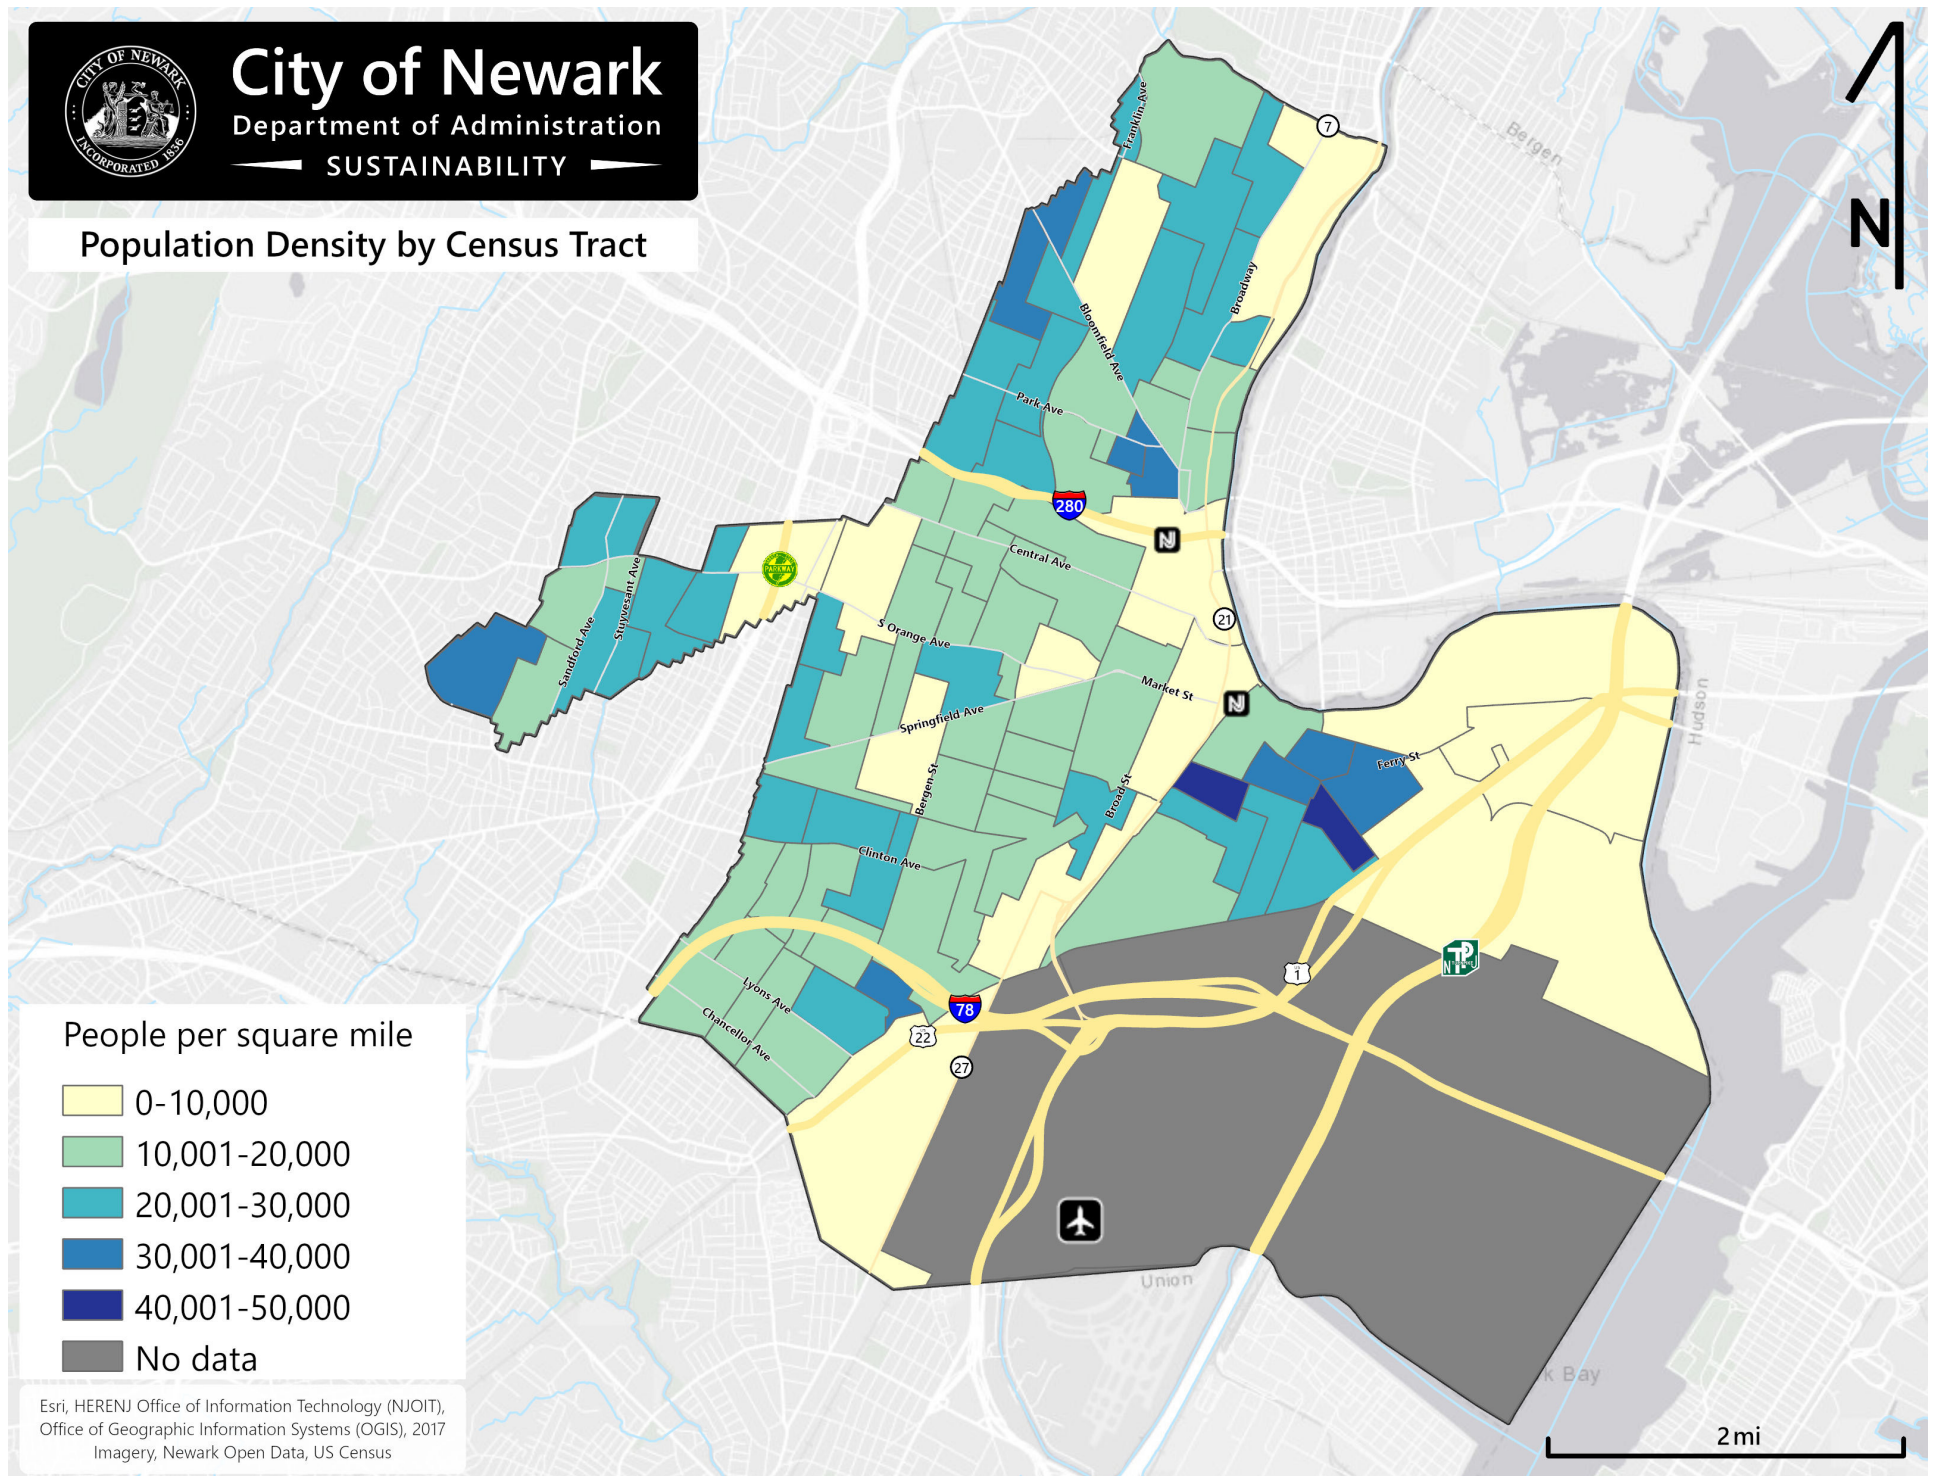 CITY OF NEWARK
INCORPORATED 1836
City of Newark
Department of Administration
SUSTAINABILITY
Population Density by Census Tract
Franklin Ave
7
Bergen
N
Broadway
Bloomfield Ave
Park Ave
280
Central Ave
PARKWAY
Stuyvesant Ave
Sandford Ave
S Orange Ave
21
Market St
Hudson
Springfield Ave
Ferry St
Bergen St
Broad St
Clinton Ave
Lyons Ave
Chancellor Ave
1
78
22
27
Union
k Bay
People per square mile
0-10,000
10,001-20,000
20,001-30,000
30,001-40,000
40,001-50,000
No data
Esri, HERENJ Office of Information Technology (NJOIT),
Office of Geographic Information Systems (OGIS), 2017
Imagery, Newark Open Data, US Census
2 mi